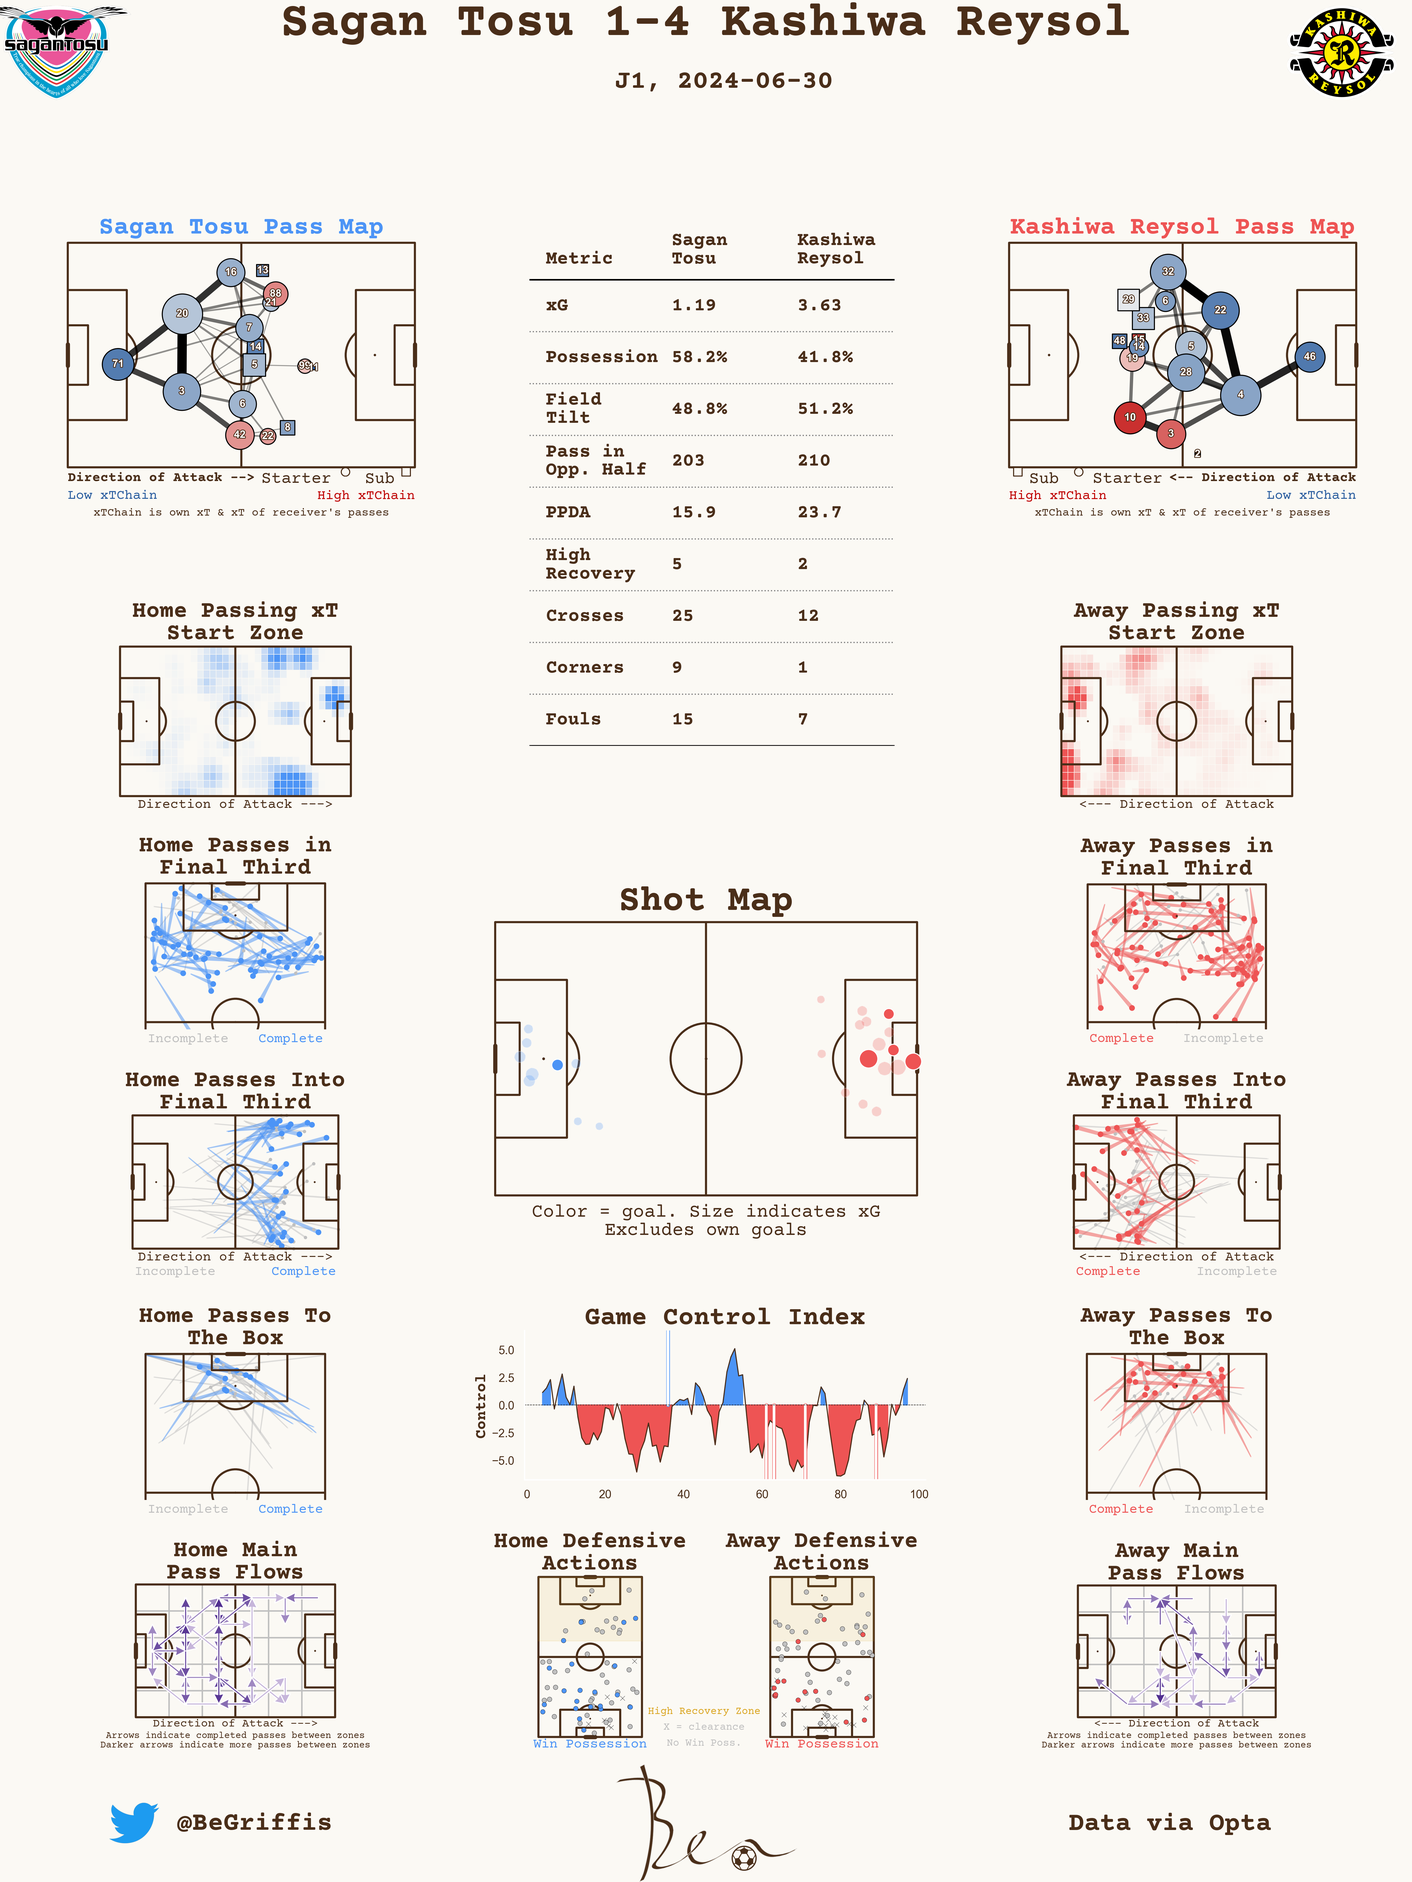 Sagan Tosu 1-4 Kashiwa Reysol
J1, 2024-06-30
saganTosu
KASHIWA
R
REYSOL
Sagan Tosu Pass Map
16
13
88
21
20
7
14
71
5
99
3
6
42
22
8
Direction of Attack --> Starter Sub
Low xTChain High xTChain
xTChain is own xT & xT of receiver's passes
Metric Sagan Tosu Kashiwa Reysol
xG 1.19 3.63
Possession 58.2% 41.8%
Field Tilt 48.8% 51.2%
Pass in Opp. Half 203 210
PPDA 15.9 23.7
High Recovery 5 2
Crosses 25 12
Corners 9 1
Fouls 15 7
Kashiwa Reysol Pass Map
32
29
6
33
22
48
14
5
19
46
28
4
10
3
2
Sub Starter <-- Direction of Attack
High xTChain Low xTChain
xTChain is own xT & xT of receiver's passes
Home Passing xT
Start Zone
Direction of Attack --->
Away Passing xT
Start Zone
<--- Direction of Attack
Home Passes in
Final Third
Incomplete Complete
Away Passes in
Final Third
Complete Incomplete
Shot Map
Color = goal. Size indicates xG
Excludes own goals
Home Passes Into
Final Third
Direction of Attack --->
Incomplete Complete
Away Passes Into
Final Third
<--- Direction of Attack
Complete Incomplete
Home Passes To
The Box
Incomplete Complete
Game Control Index
Control
5.0
2.5
0.0
−2.5
−5.0
0 20 40 60 80 100
Away Passes To
The Box
Complete Incomplete
Home Main
Pass Flows
Direction of Attack --->
Arrows indicate completed passes between zones
Darker arrows indicate more passes between zones
Home Defensive
Actions
Win Possession
Away Defensive
Actions
Win Possession
High Recovery Zone
X = clearance
No Win Poss.
Away Main
Pass Flows
<--- Direction of Attack
Arrows indicate completed passes between zones
Darker arrows indicate more passes between zones
@BeGriffis
Ben
Data via Opta